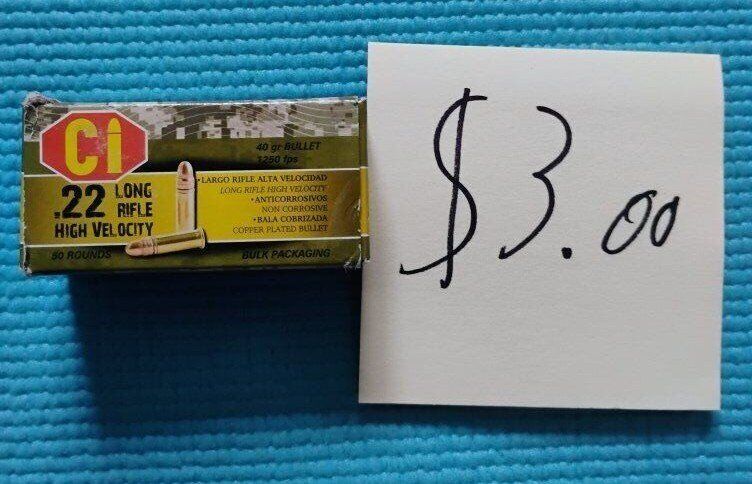 CI
.22 LONG
RIFLE
HIGH VELOCITY
50 ROUNDS
40 gr BULLET
1250 fps
•LARGO RIFLE ALTA VELOCIDAD
LONG RIFLE HIGH VELOCITY
•ANTICORROSIVOS
NON CORROSIVE
•BALA COBRIZADA
COPPER PLATED BULLET
BULK PACKAGING
$3.00